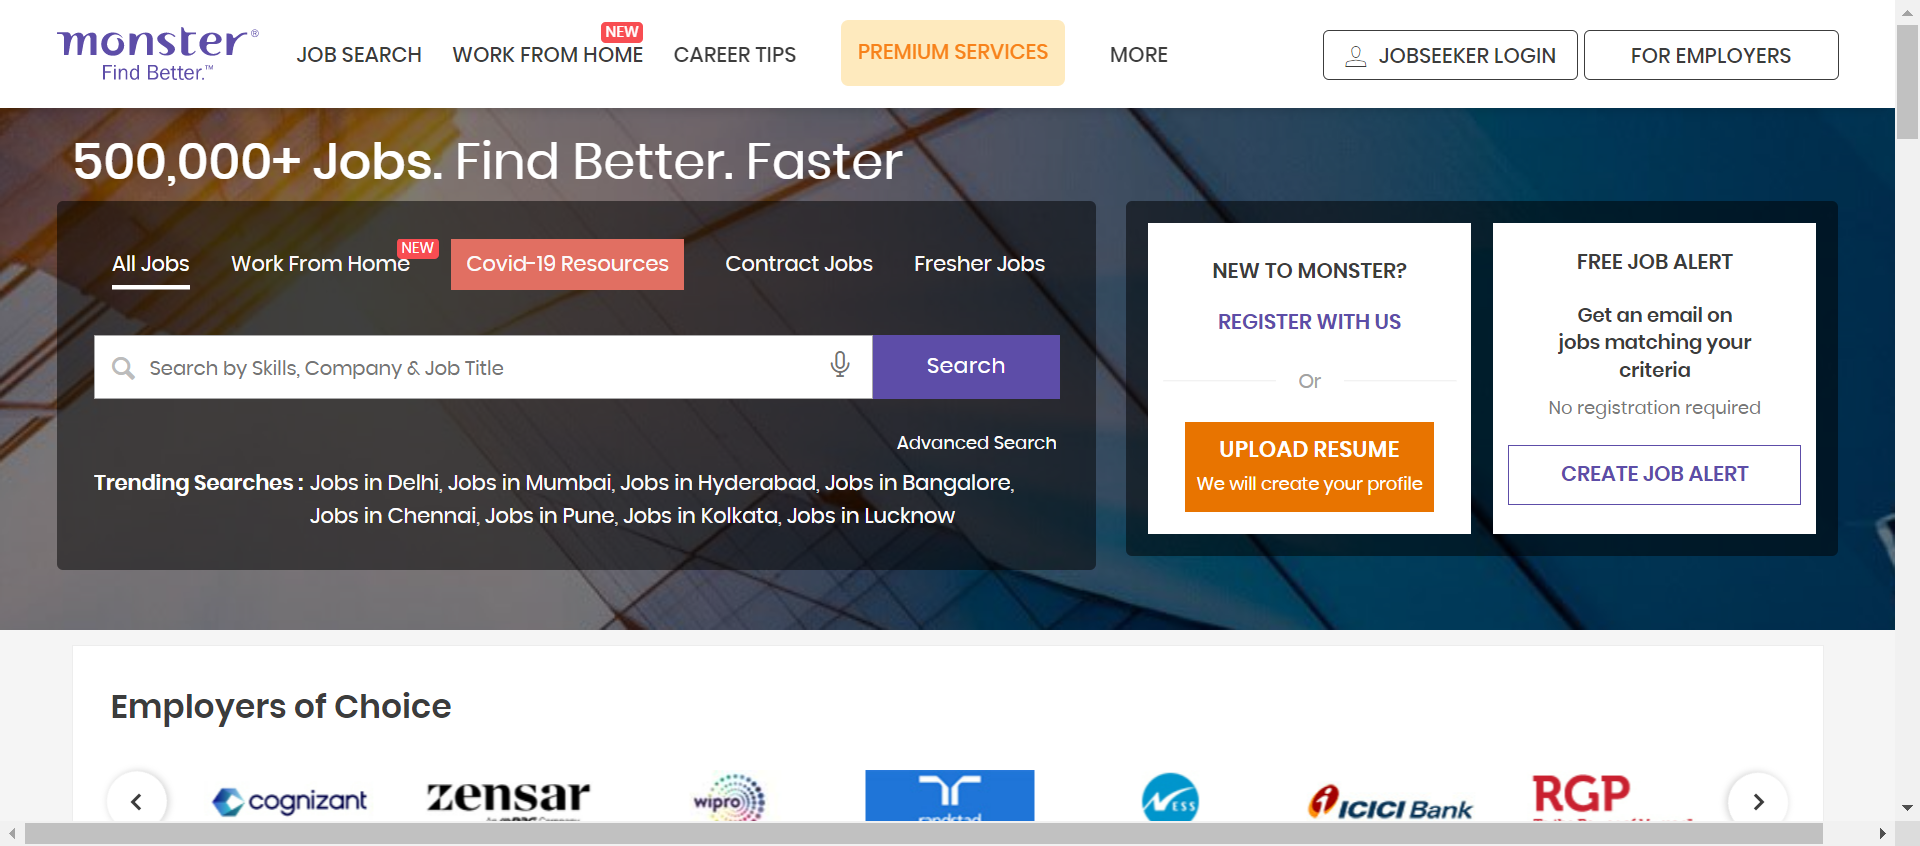 monster®
Find Better.™
JOB SEARCH
WORK FROM HOME
NEW
CAREER TIPS
PREMIUM SERVICES
MORE
JOBSEEKER LOGIN
FOR EMPLOYERS
500,000+ Jobs. Find Better. Faster
All Jobs
Work From Home
NEW
Covid-19 Resources
Contract Jobs
Fresher Jobs
Search by Skills, Company & Job Title
Search
Advanced Search
Trending Searches : Jobs in Delhi, Jobs in Mumbai, Jobs in Hyderabad, Jobs in Bangalore,
Jobs in Chennai, Jobs in Pune, Jobs in Kolkata, Jobs in Lucknow
NEW TO MONSTER?
REGISTER WITH US
Or
UPLOAD RESUME
We will create your profile
FREE JOB ALERT
Get an email on
jobs matching your
criteria
No registration required
CREATE JOB ALERT
Employers of Choice
cognizant
zensar
wipro
randstad
NESS
ICICI Bank
RGP